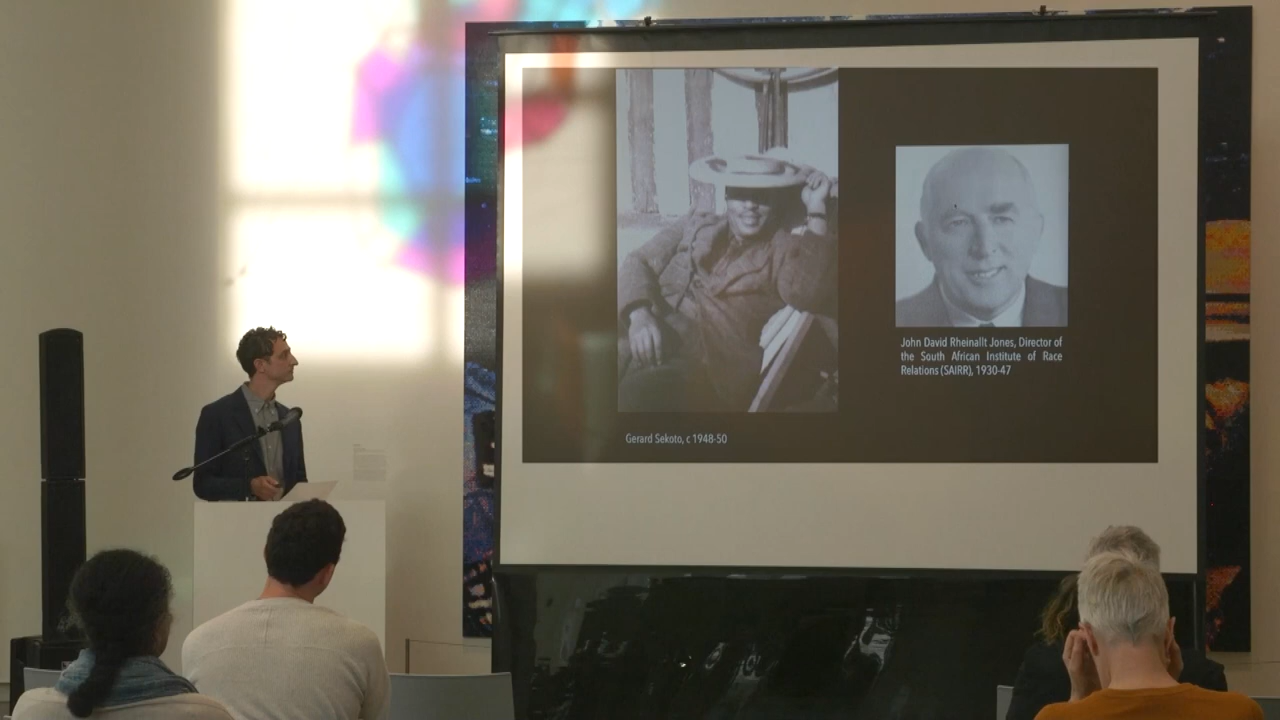 Gerard Sekoto, c 1948-50
John David Rheinallt Jones, Director of
the South African Institute of Race
Relations (SAIRR), 1930-47